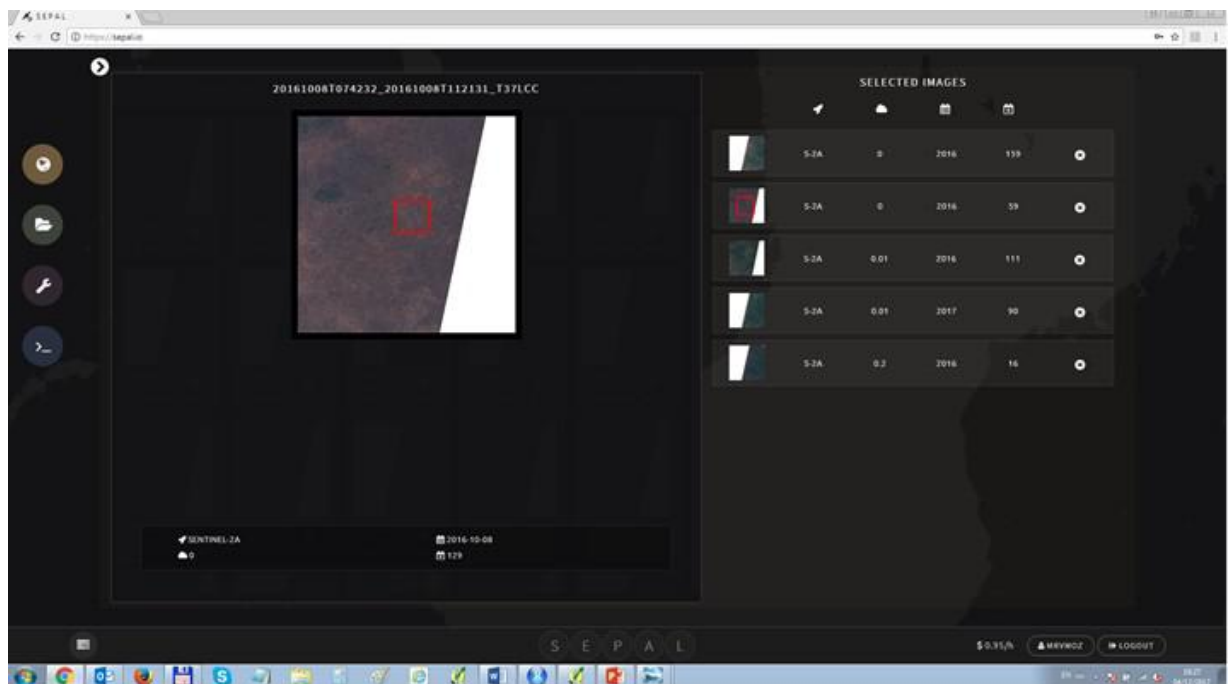 SEPAL
https://sepal.io
20161008T074232_20161008T112131_T37LCC
SENTINEL-2A
2016-10-08
0
129
SELECTED IMAGES
S-2A 0 2016 159
S-2A 0 2016 59
S-2A 0.01 2016 111
S-2A 0.01 2017 90
S-2A 0.2 2016 16
S E P A L
$ 0.95/h
MRVMOZ
LOGOUT
EN